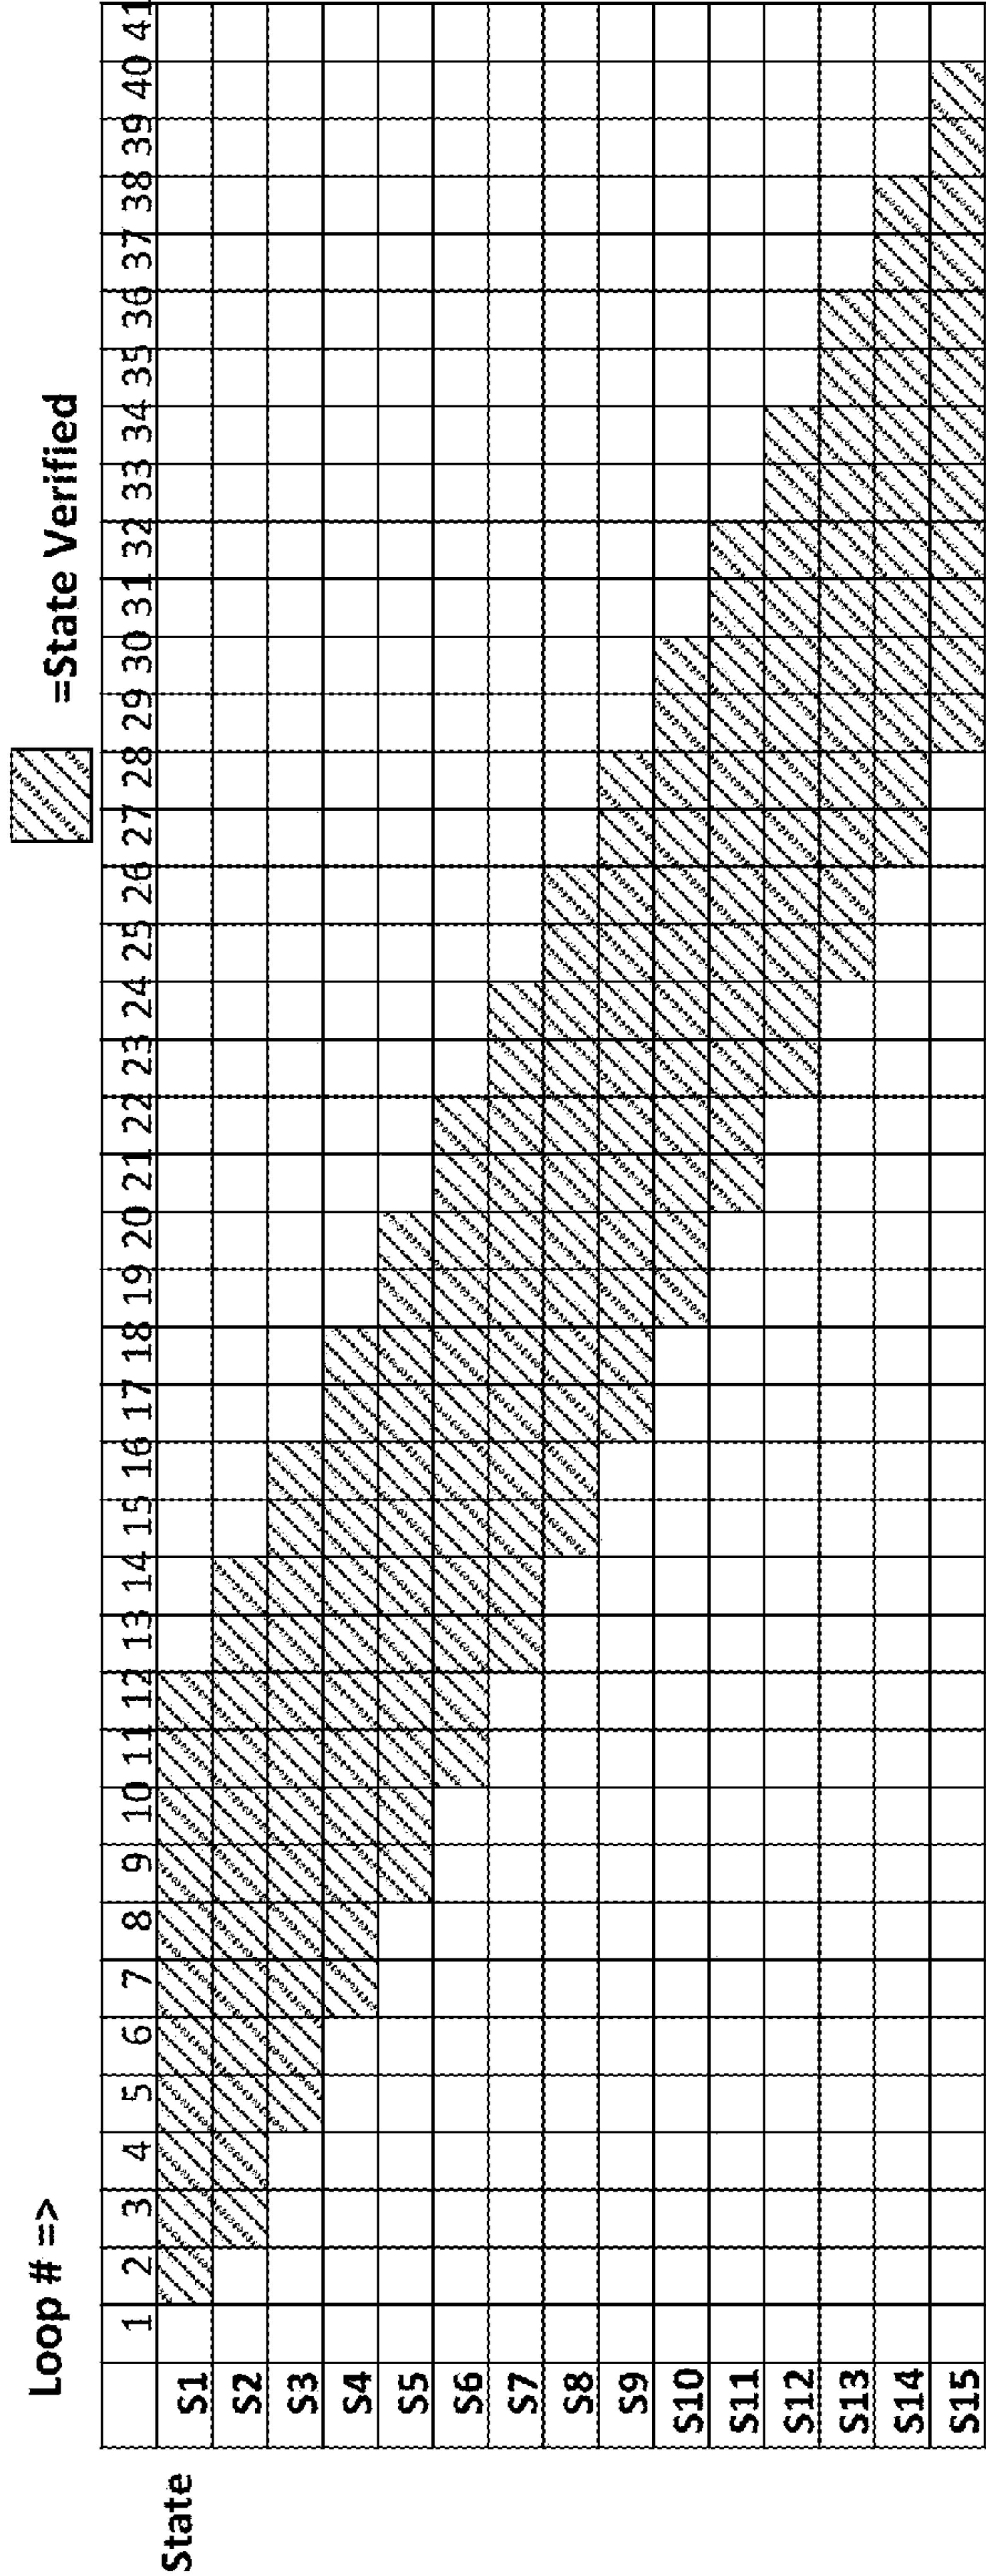 =State Verified
Loop # =>
1 2 3 4 5 6 7 8 9 10 11 12 13 14 15 16 17 18 19 20 21 22 23 24 25 26 27 28 29 30 31 32 33 34 35 36 37 38 39 40 41
State
S1
S2
S3
S4
S5
S6
S7
S8
S9
S10
S11
S12
S13
S14
S15